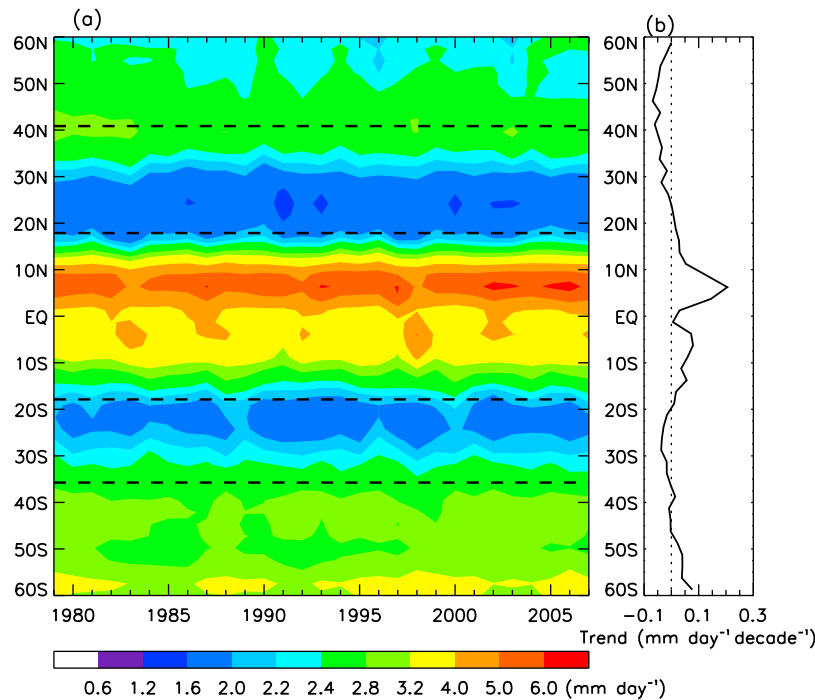 (a)
(b)
60N
50N
40N
30N
20N
10N
EQ
10S
20S
30S
40S
50S
60S
60N
50N
40N
30N
20N
10N
EQ
10S
20S
30S
40S
50S
60S
1980 1985 1990 1995 2000 2005
-0.1 0.1 0.3
Trend (mm day⁻¹ decade⁻¹)
0.6 1.2 1.6 2.0 2.2 2.4 2.8 3.2 4.0 5.0 6.0 (mm day⁻¹)